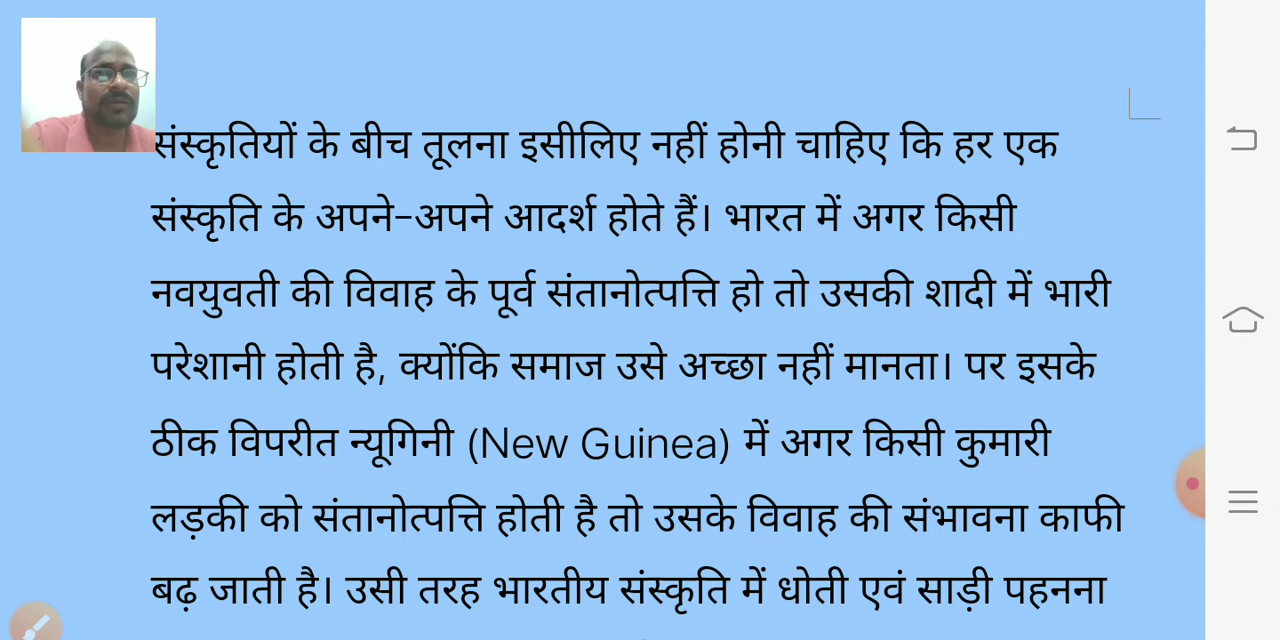 संस्कृतियों के बीच तूलना इसीलिए नहीं होनी चाहिए कि हर एक
संस्कृति के अपने-अपने आदर्श होते हैं। भारत में अगर किसी
नवयुवती की विवाह के पूर्व संतानोत्पत्ति हो तो उसकी शादी में भारी
परेशानी होती है, क्योंकि समाज उसे अच्छा नहीं मानता। पर इसके
ठीक विपरीत न्यूगिनी (New Guinea) में अगर किसी कुमारी
लड़की को संतानोत्पत्ति होती है तो उसके विवाह की संभावना काफी
बढ़ जाती है। उसी तरह भारतीय संस्कृति में धोती एवं साड़ी पहनना